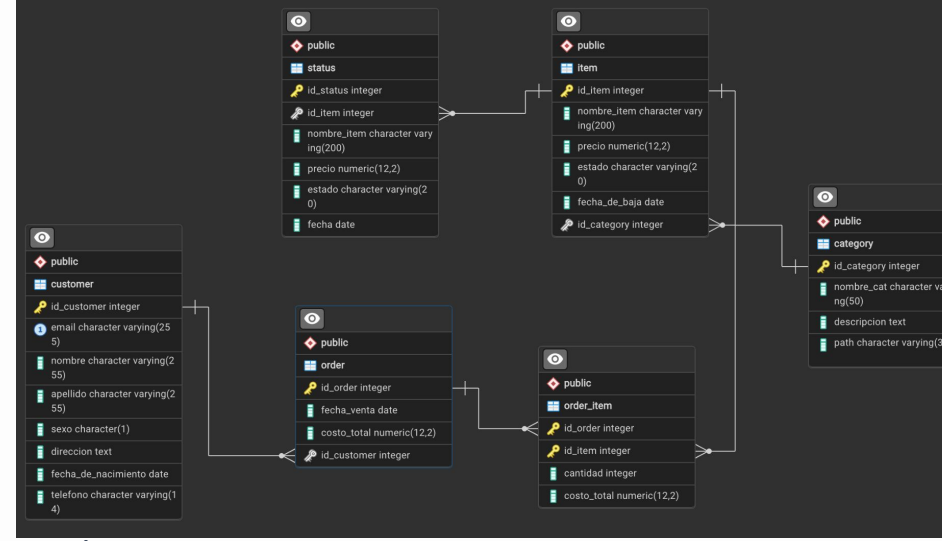 public
status
id_status integer
id_item integer
nombre_item character vary
ing(200)
precio numeric(12,2)
estado character varying(2
0)
fecha date
public
item
id_item integer
nombre_item character vary
ing(200)
precio numeric(12,2)
estado character varying(2
0)
fecha_de_baja date
id_category integer
public
category
id_category integer
nombre_cat character va
ng(50)
descripcion text
path character varying(3
public
customer
id_customer integer
1 email character varying(25
5)
nombre character varying(2
55)
apellido character varying(2
55)
sexo character(1)
direccion text
fecha_de_nacimiento date
telefono character varying(1
4)
public
order
id_order integer
fecha_venta date
costo_total numeric(12,2)
id_customer integer
public
order_item
id_order integer
id_item integer
cantidad integer
costo_total numeric(12,2)